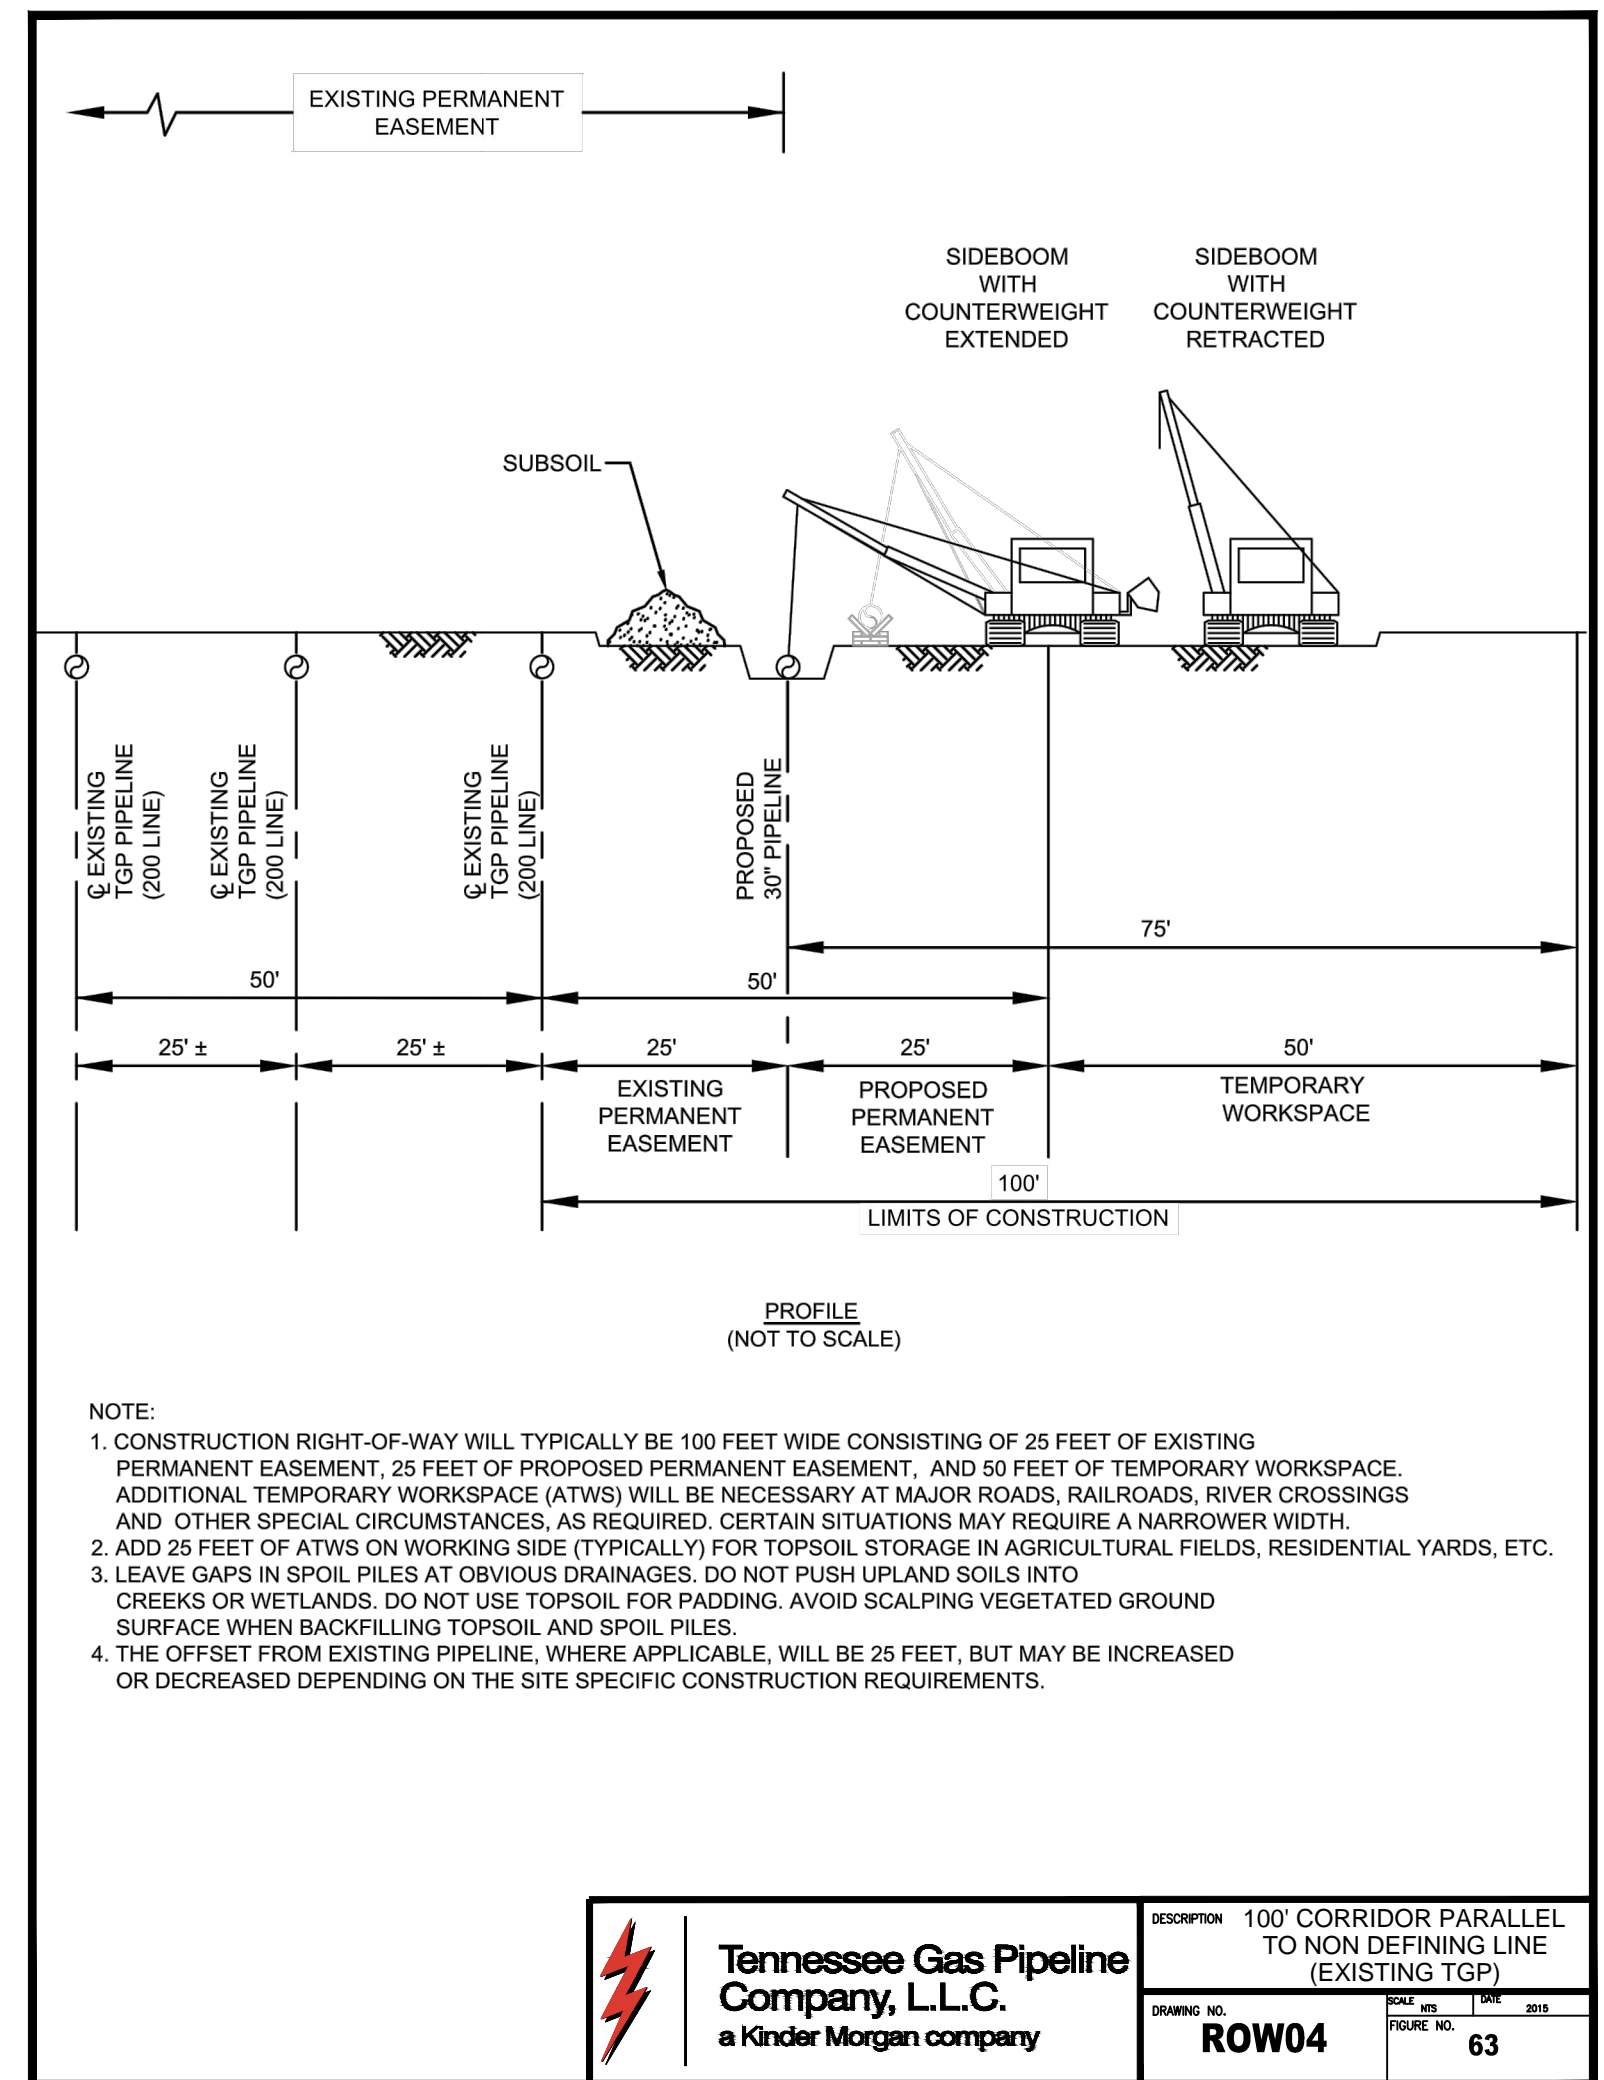 EXISTING PERMANENT
EASEMENT
SIDEBOOM
WITH
COUNTERWEIGHT
EXTENDED
SIDEBOOM
WITH
COUNTERWEIGHT
RETRACTED
SUBSOIL
℄ EXISTING
TGP PIPELINE
(200 LINE)
℄ EXISTING
TGP PIPELINE
(200 LINE)
℄ EXISTING
TGP PIPELINE
(200 LINE)
PROPOSED
30" PIPELINE
75'
50'
50'
25' ±
25' ±
25'
25'
50'
EXISTING
PERMANENT
EASEMENT
PROPOSED
PERMANENT
EASEMENT
TEMPORARY
WORKSPACE
100'
LIMITS OF CONSTRUCTION
PROFILE
(NOT TO SCALE)
NOTE:
1. CONSTRUCTION RIGHT-OF-WAY WILL TYPICALLY BE 100 FEET WIDE CONSISTING OF 25 FEET OF EXISTING
PERMANENT EASEMENT, 25 FEET OF PROPOSED PERMANENT EASEMENT, AND 50 FEET OF TEMPORARY WORKSPACE.
ADDITIONAL TEMPORARY WORKSPACE (ATWS) WILL BE NECESSARY AT MAJOR ROADS, RAILROADS, RIVER CROSSINGS
AND OTHER SPECIAL CIRCUMSTANCES, AS REQUIRED. CERTAIN SITUATIONS MAY REQUIRE A NARROWER WIDTH.
2. ADD 25 FEET OF ATWS ON WORKING SIDE (TYPICALLY) FOR TOPSOIL STORAGE IN AGRICULTURAL FIELDS, RESIDENTIAL YARDS, ETC.
3. LEAVE GAPS IN SPOIL PILES AT OBVIOUS DRAINAGES. DO NOT PUSH UPLAND SOILS INTO
CREEKS OR WETLANDS. DO NOT USE TOPSOIL FOR PADDING. AVOID SCALPING VEGETATED GROUND
SURFACE WHEN BACKFILLING TOPSOIL AND SPOIL PILES.
4. THE OFFSET FROM EXISTING PIPELINE, WHERE APPLICABLE, WILL BE 25 FEET, BUT MAY BE INCREASED
OR DECREASED DEPENDING ON THE SITE SPECIFIC CONSTRUCTION REQUIREMENTS.
Tennessee Gas Pipeline
Company, L.L.C.
a Kinder Morgan company
DESCRIPTION 100' CORRIDOR PARALLEL
TO NON DEFINING LINE
(EXISTING TGP)
DRAWING NO.
ROW04
SCALE NTS
DATE 2015
FIGURE NO.
63